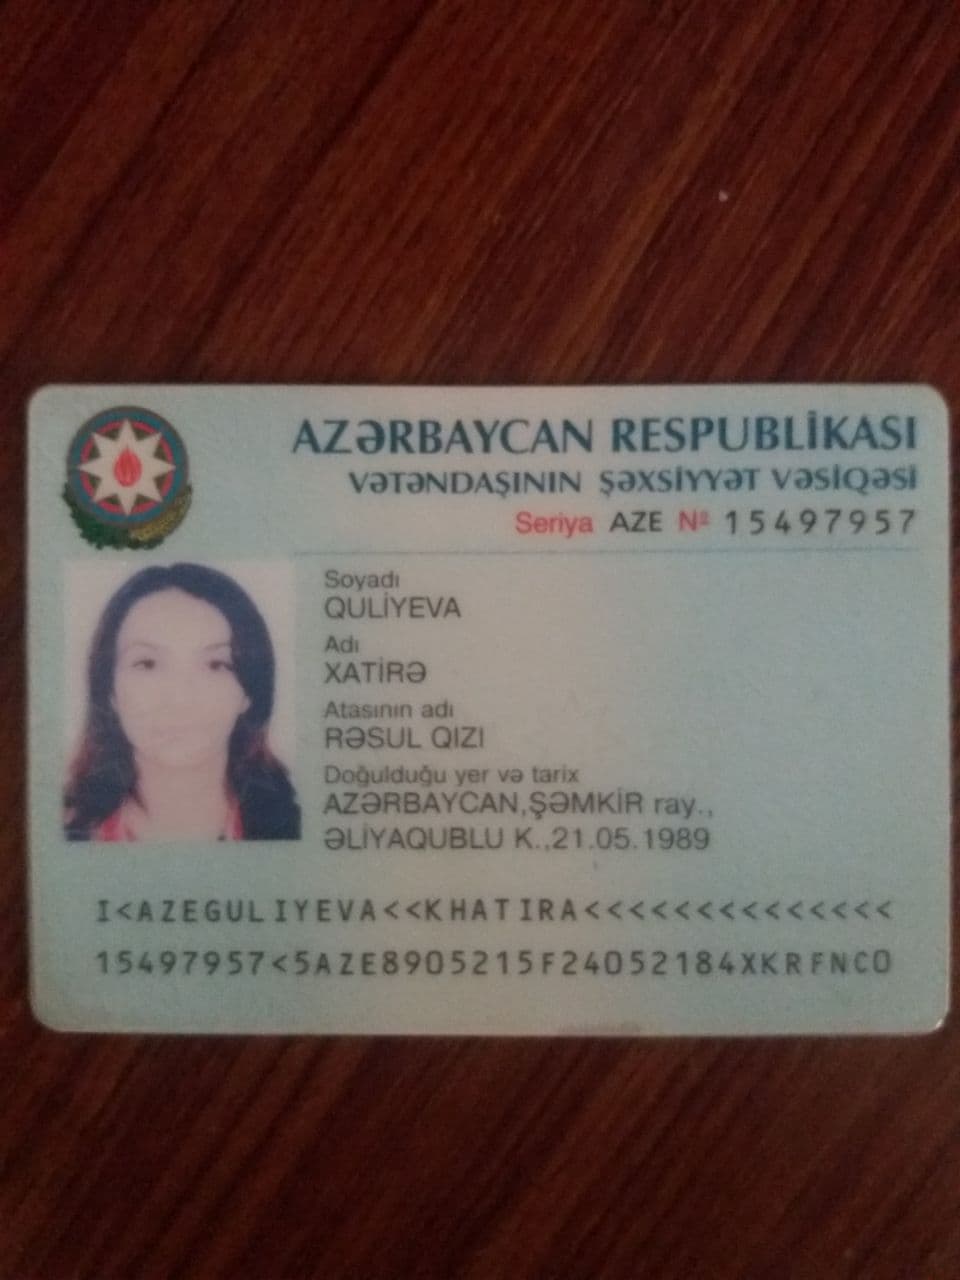 AZƏRBAYCAN RESPUBLİKASI
VƏTƏNDAŞININ ŞƏXSİYYƏT VƏSİQƏSİ
Seriya AZE № 15497957
Soyadı
QULİYEVA
Adı
XATİRƏ
Atasının adı
RƏSUL QIZI
Doğulduğu yer və tarix
AZƏRBAYCAN,ŞƏMKİR ray.,
ƏLİYAQUBLU K.,21.05.1989
I<AZEGULIYEVA<<KHATIRA<<<<<<<<<<<<<<
15497957<5AZE8905215F24052184XKRFNC0